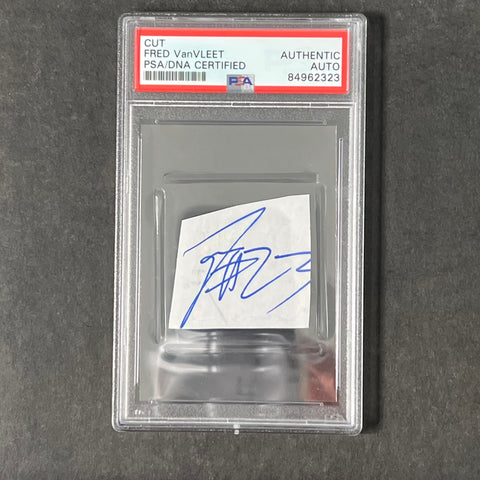 CUT
FRED VanVLEET
PSA/DNA CERTIFIED
AUTHENTIC
AUTO
84962323
PSA